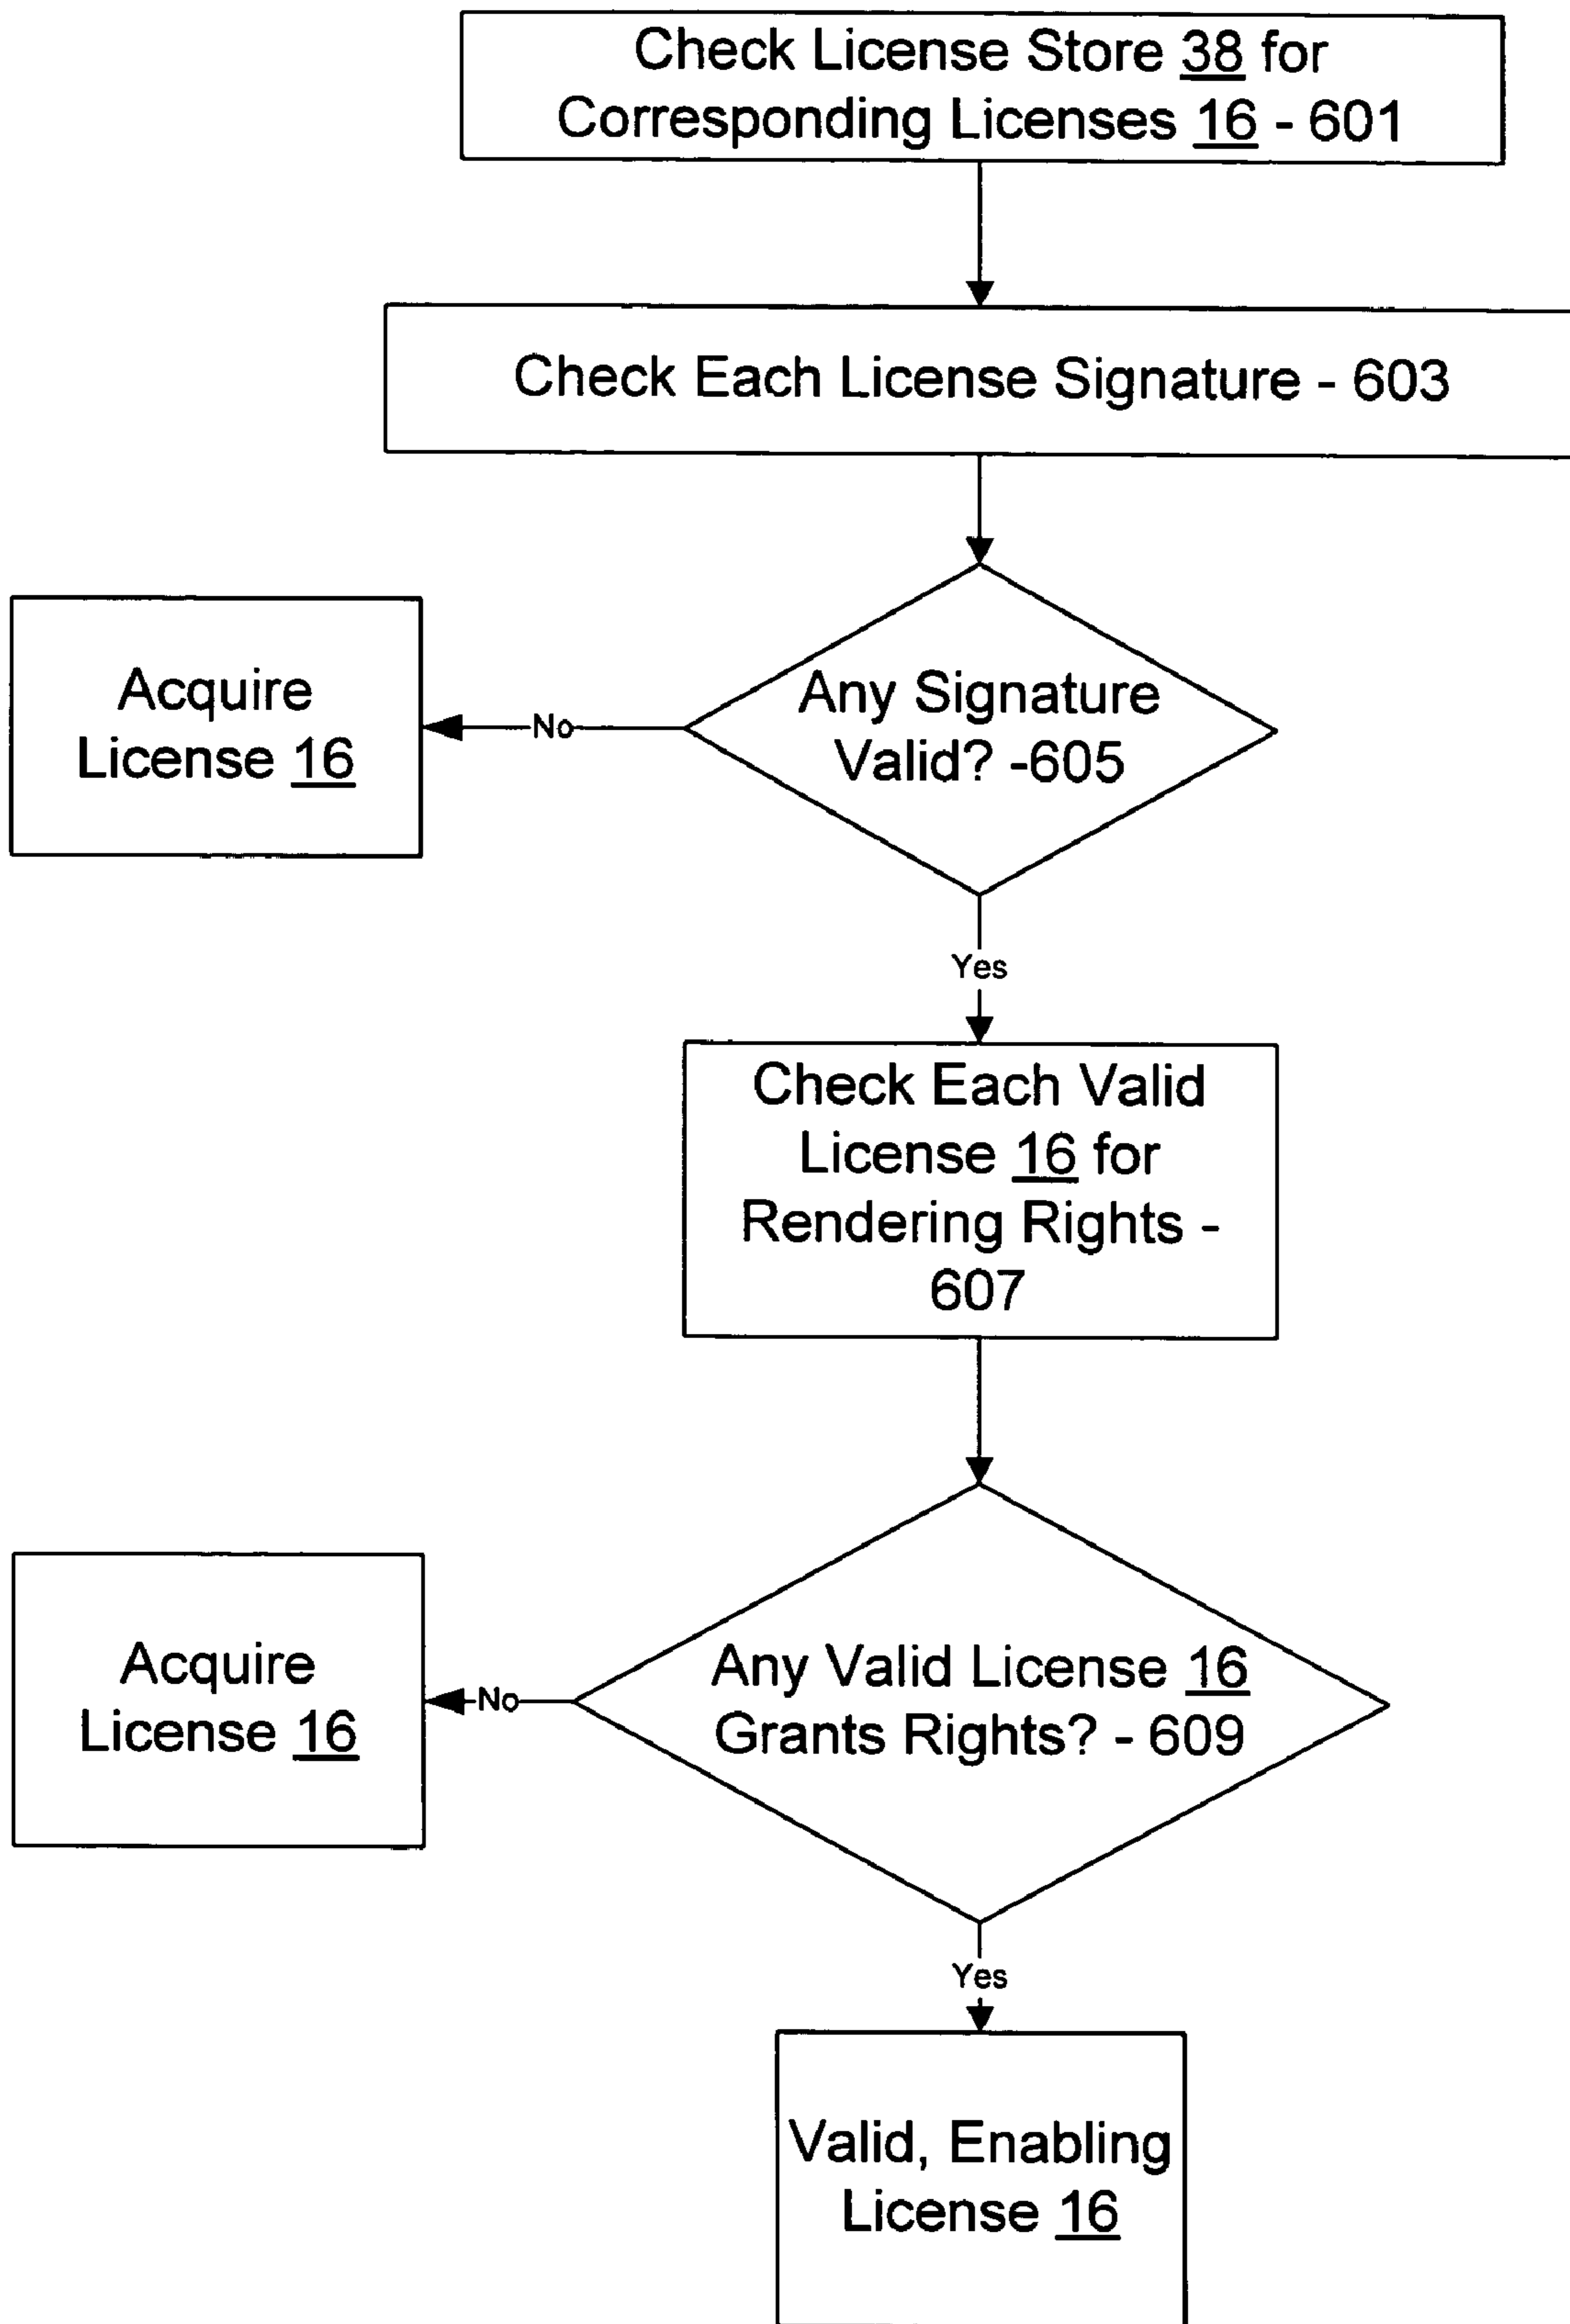 Check License Store 38 for
Corresponding Licenses 16 - 601
Check Each License Signature - 603
Any Signature
Valid? -605
No
Acquire
License 16
Yes
Check Each Valid
License 16 for
Rendering Rights -
607
Any Valid License 16
Grants Rights? - 609
No
Acquire
License 16
Yes
Valid, Enabling
License 16